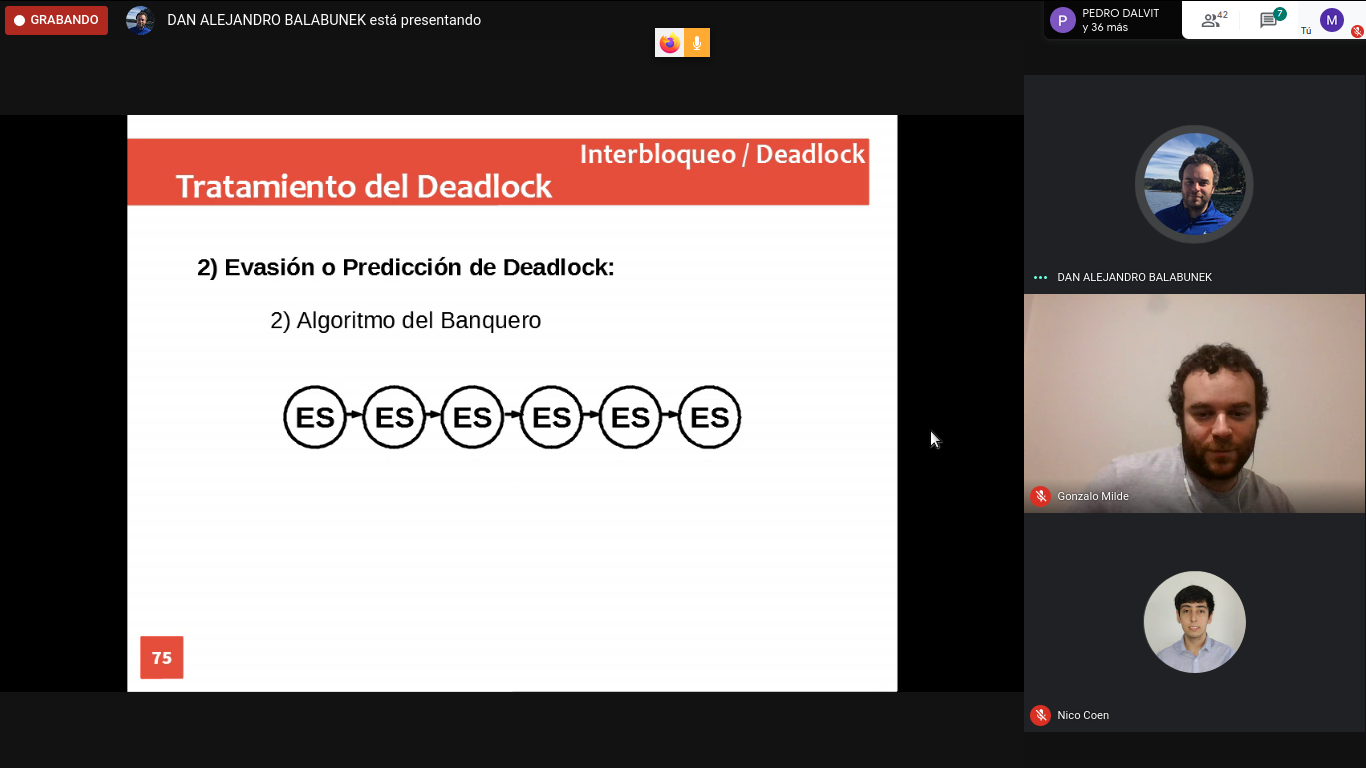 GRABANDO
DAN ALEJANDRO BALABUNEK está presentando
P
PEDRO DALVIT
y 36 más
42
7
Tú
M
Interbloqueo / Deadlock
Tratamiento del Deadlock
2) Evasión o Predicción de Deadlock:
2) Algoritmo del Banquero
ES ES ES ES ES ES
75
DAN ALEJANDRO BALABUNEK
Gonzalo Milde
Nico Coen